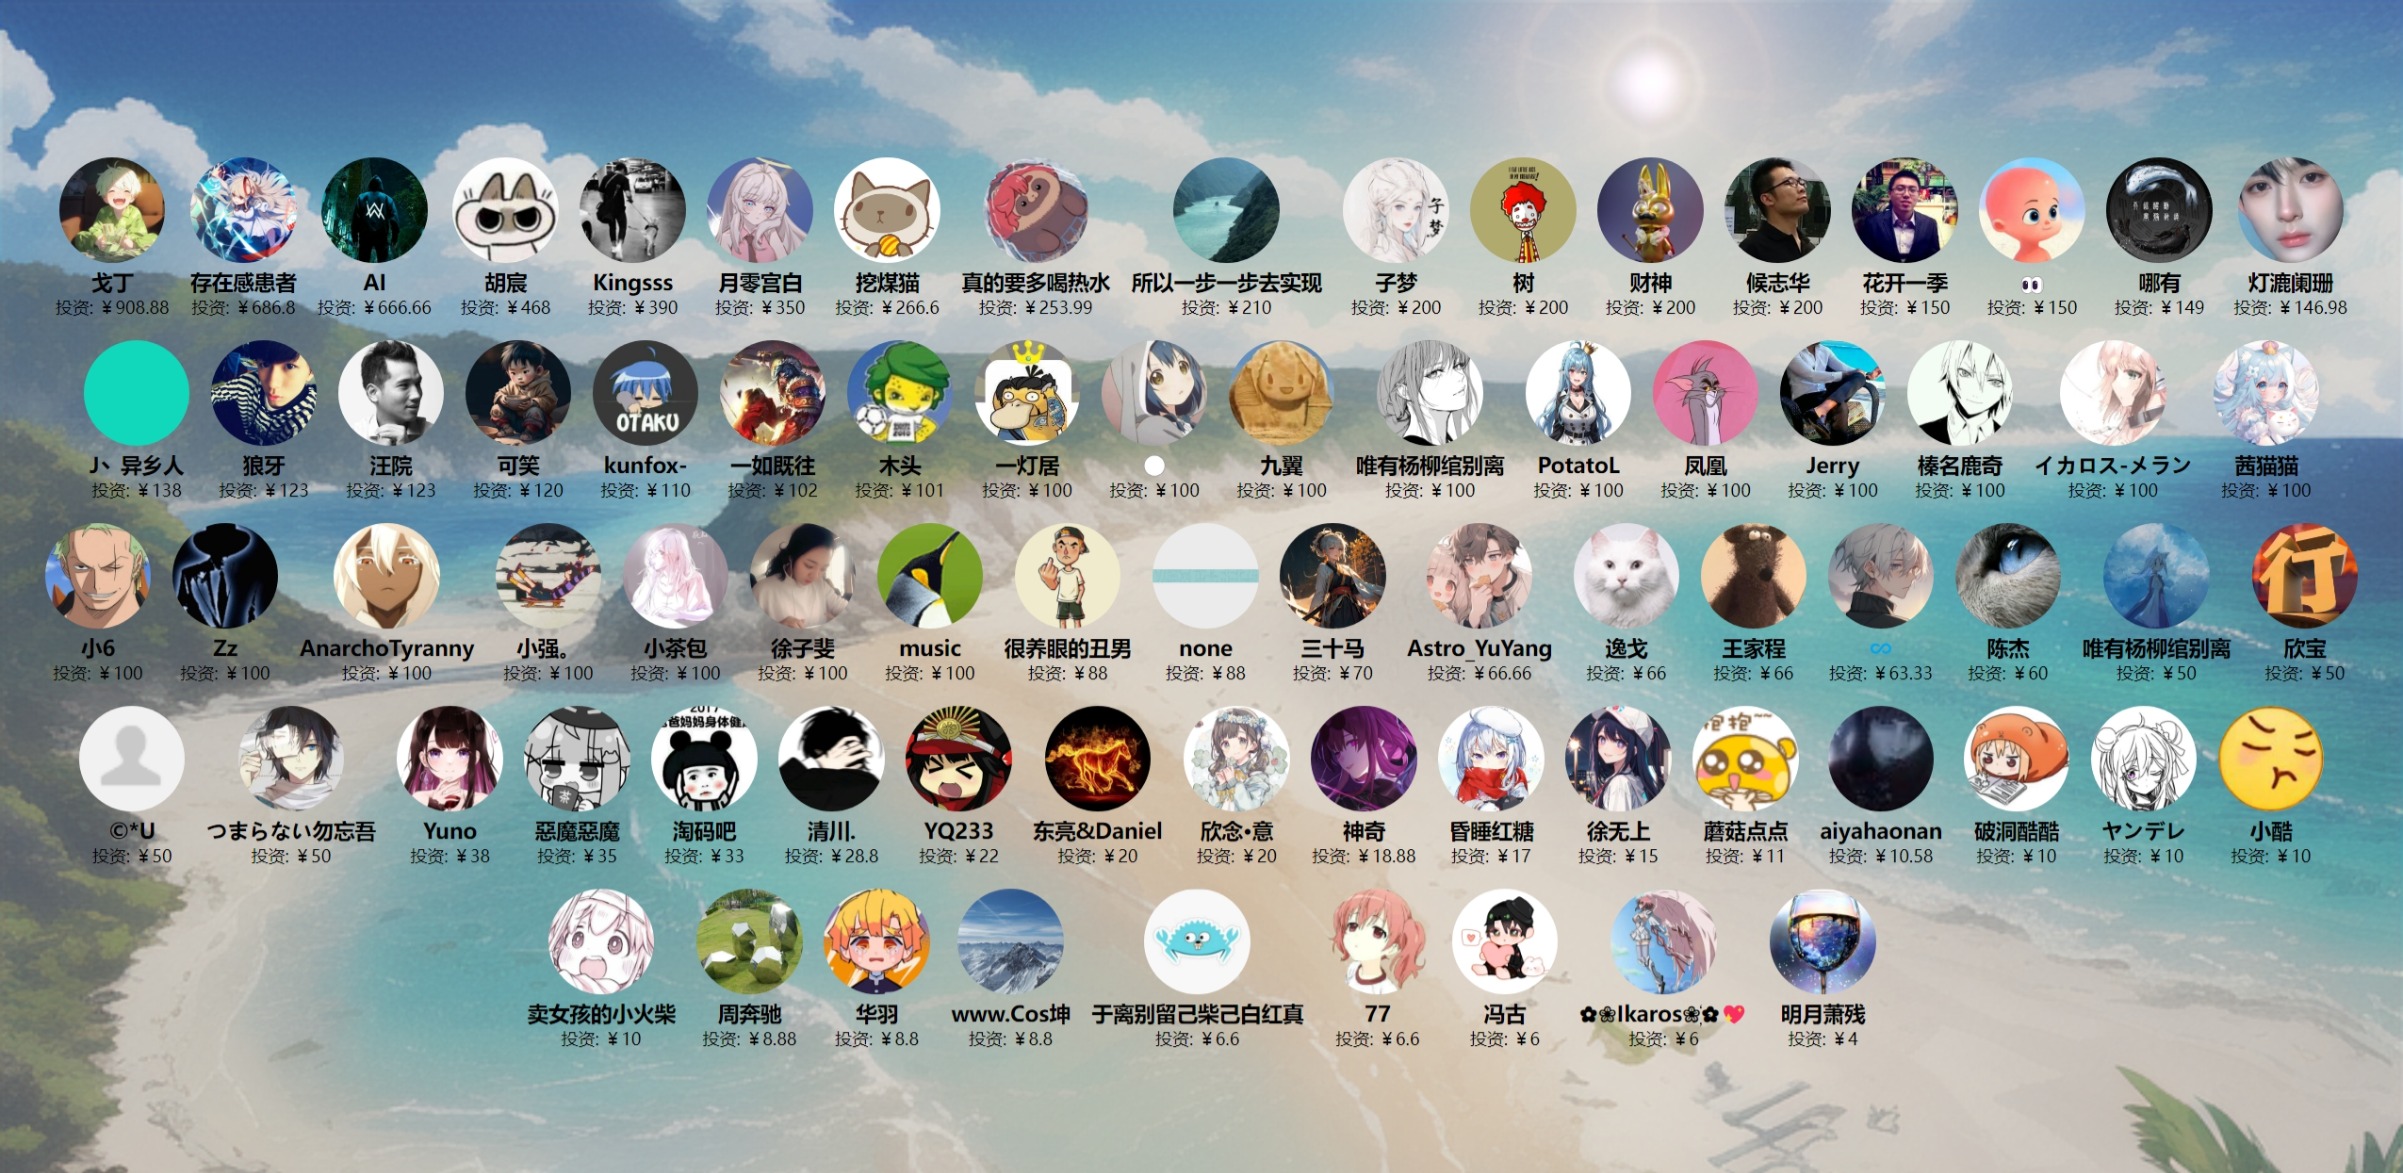 戈丁
投资: ¥908.88
存在感患者
投资: ¥686.8
AI
投资: ¥666.66
胡宸
投资: ¥468
Kingsss
投资: ¥390
月零宫白
投资: ¥350
挖煤猫
投资: ¥266.6
真的要多喝热水
投资: ¥253.99
所以一步一步去实现
投资: ¥210
子梦
子梦
投资: ¥200
树
投资: ¥200
财神
投资: ¥200
候志华
投资: ¥200
花开一季
投资: ¥150
👀
投资: ¥150
哪有
投资: ¥149
灯漉阑珊
投资: ¥146.98
J、异乡人
投资: ¥138
狼牙
投资: ¥123
汪院
投资: ¥123
可笑
投资: ¥120
OTAKU
kunfox-
投资: ¥110
一如既往
投资: ¥102
木头
投资: ¥101
一灯居
投资: ¥100
投资: ¥100
九翼
投资: ¥100
唯有杨柳绾别离
投资: ¥100
PotatoL
投资: ¥100
凤凰
投资: ¥100
Jerry
投资: ¥100
榛名鹿奇
投资: ¥100
イカロス-メラン
投资: ¥100
茜猫猫
投资: ¥100
小6
投资: ¥100
Zz
投资: ¥100
AnarchoTyranny
投资: ¥100
小强。
投资: ¥100
小茶包
投资: ¥100
徐子斐
投资: ¥100
music
投资: ¥100
很养眼的丑男
投资: ¥88
none
投资: ¥88
三十马
投资: ¥70
Astro_YuYang
投资: ¥66.66
逸戈
投资: ¥66
王家程
投资: ¥66
∞
投资: ¥63.33
陈杰
投资: ¥60
唯有杨柳绾别离
投资: ¥50
行
欣宝
投资: ¥50
©*U
投资: ¥50
つまらない勿忘吾
投资: ¥50
Yuno
投资: ¥38
茶
惡魔惡魔
投资: ¥35
2017
爸妈妈身体健
淘码吧
投资: ¥33
清川.
投资: ¥28.8
YQ233
投资: ¥22
东亮&Daniel
投资: ¥20
欣念•意
投资: ¥20
神奇
投资: ¥18.88
昏睡红糖
投资: ¥17
徐无上
投资: ¥15
抱抱~~
蘑菇点点
投资: ¥11
aiyahaonan
投资: ¥10.58
破洞酷酷
投资: ¥10
ヤンデレ
投资: ¥10
小酷
投资: ¥10
卖女孩的小火柴
投资: ¥10
周奔驰
投资: ¥8.88
华羽
投资: ¥8.8
www.Cos坤
投资: ¥8.8
于离别留己柴己白红真
投资: ¥6.6
77
投资: ¥6.6
冯古
投资: ¥6
✿❀Ikaros❀✿💖
投资: ¥6
明月萧残
投资: ¥4